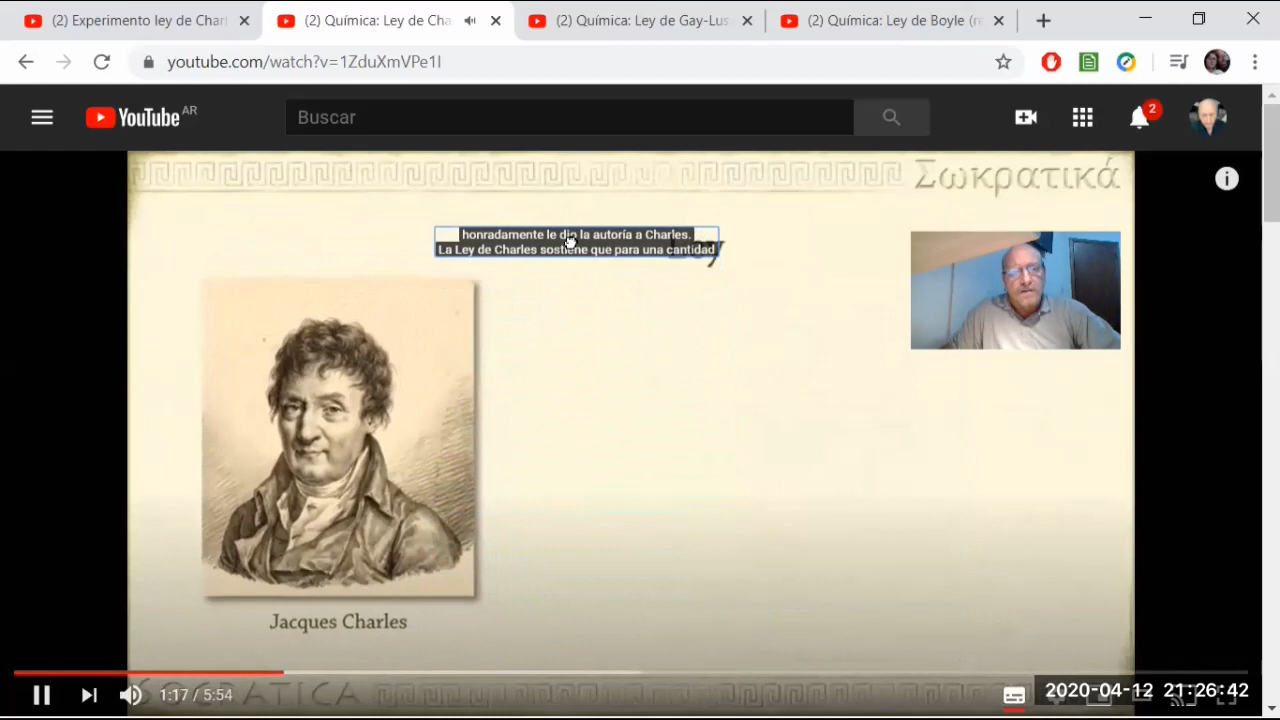 (2) Experimento ley de Charl
(2) Química: Ley de Cha
(2) Química: Ley de Gay-Lus
(2) Química: Ley de Boyle (re
youtube.com/watch?v=1ZduXmVPe1I
YouTube AR
Buscar
2
Σωκρατικά
honradamente le dio la autoría a Charles.
La Ley de Charles sostiene que para una cantidad
Jacques Charles
1:17 / 5:54
2020-04-12 21:26:42